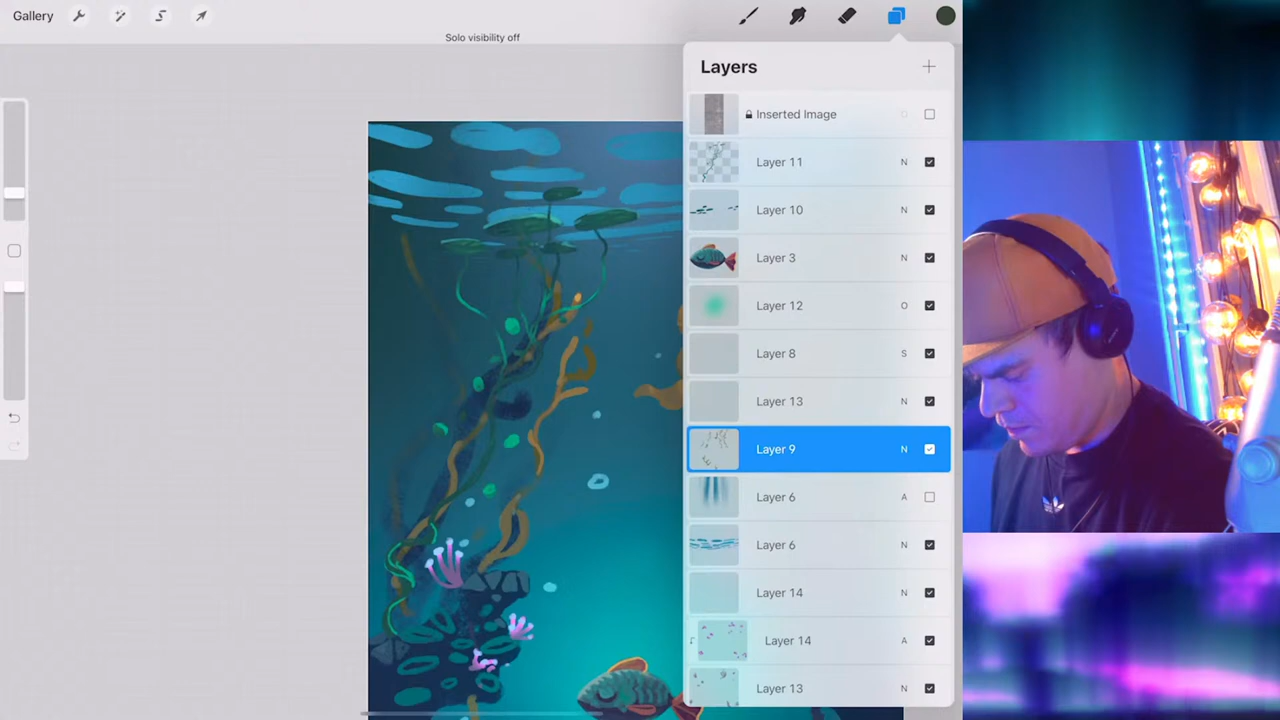 Gallery
Solo visibility off
Layers
Inserted Image
Layer 11 N
Layer 10 N
Layer 3 N
Layer 12 O
Layer 8 S
Layer 13 N
Layer 9 N
Layer 6 A
Layer 6 N
Layer 14 N
Layer 14 A
Layer 13 N